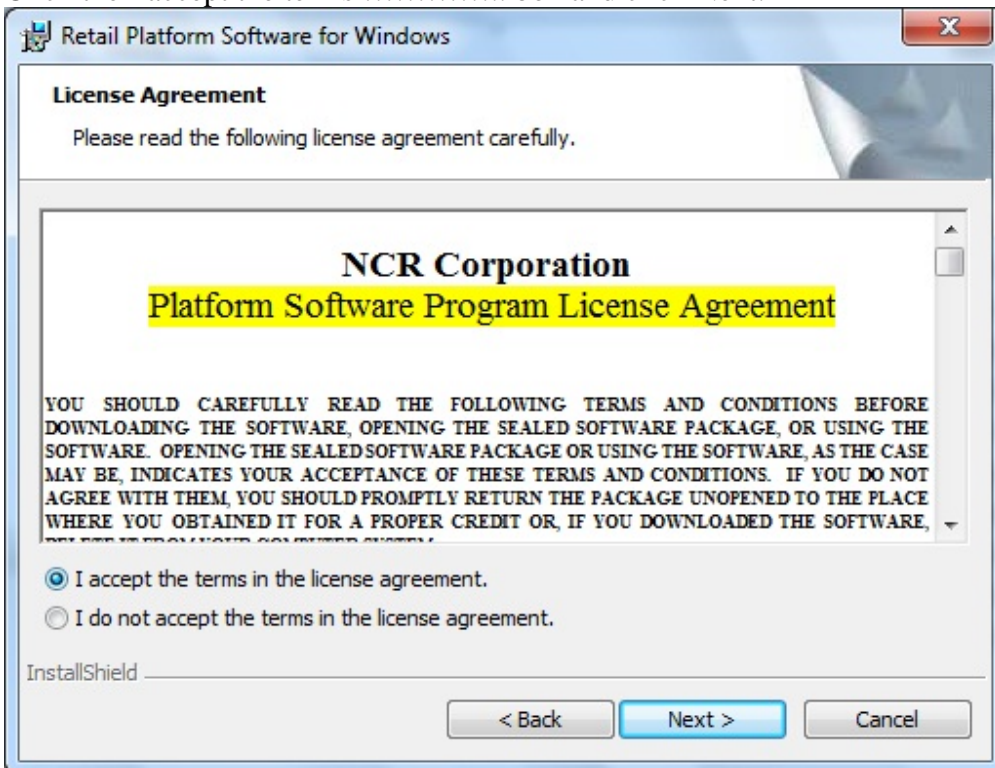 Retail Platform Software for Windows
License Agreement
Please read the following license agreement carefully.
NCR Corporation
Platform Software Program License Agreement
YOU SHOULD CAREFULLY READ THE FOLLOWING TERMS AND CONDITIONS BEFORE
DOWNLOADING THE SOFTWARE, OPENING THE SEALED SOFTWARE PACKAGE, OR USING THE
SOFTWARE. OPENING THE SEALED SOFTWARE PACKAGE OR USING THE SOFTWARE, AS THE CASE
MAY BE, INDICATES YOUR ACCEPTANCE OF THESE TERMS AND CONDITIONS. IF YOU DO NOT
AGREE WITH THEM, YOU SHOULD PROMPTLY RETURN THE PACKAGE UNOPENED TO THE PLACE
WHERE YOU OBTAINED IT FOR A PROPER CREDIT OR, IF YOU DOWNLOADED THE SOFTWARE,
I accept the terms in the license agreement.
I do not accept the terms in the license agreement.
InstallShield
< Back Next > Cancel